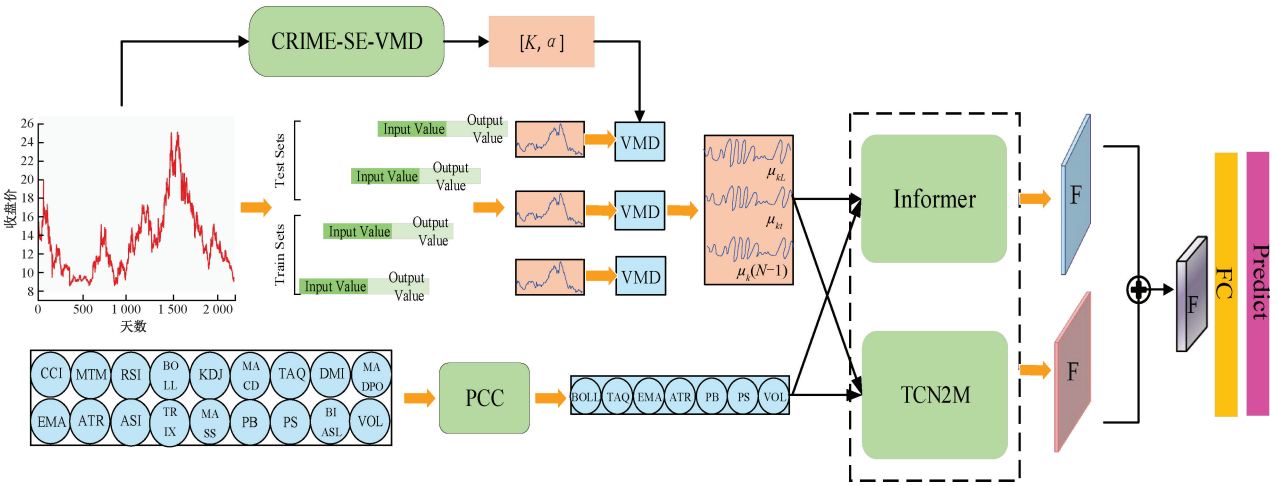 CRIME-SE-VMD
[K, α]
26
24
22
20
18
16
14
12
10
8
收盘价
0
500
1 000
1 500
2 000
天数
Test Sets
Train Sets
Input Value
Output
Value
Input Value
Output
Value
Input Value
Output
Value
Input Value
Output
Value
VMD
VMD
VMD
μkL
μkt
μk(N−1)
Informer
TCN2M
F
F
F
FC
Predict
CCI
MTM
RSI
BO
LL
KDJ
MA
CD
TAQ
DMI
MA
DPO
EMA
ATR
ASI
TR
IX
MA
SS
PB
PS
BI
ASL
VOL
PCC
BOLL
TAQ
EMA
ATR
PB
PS
VOL